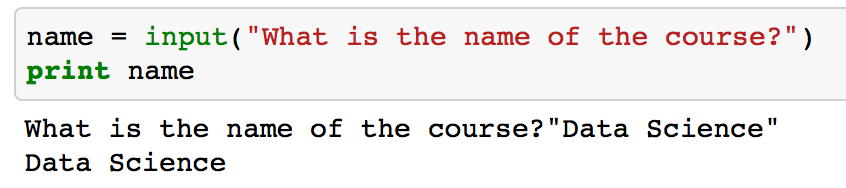 name = input("What is the name of the course?")
print name
What is the name of the course?"Data Science"
Data Science